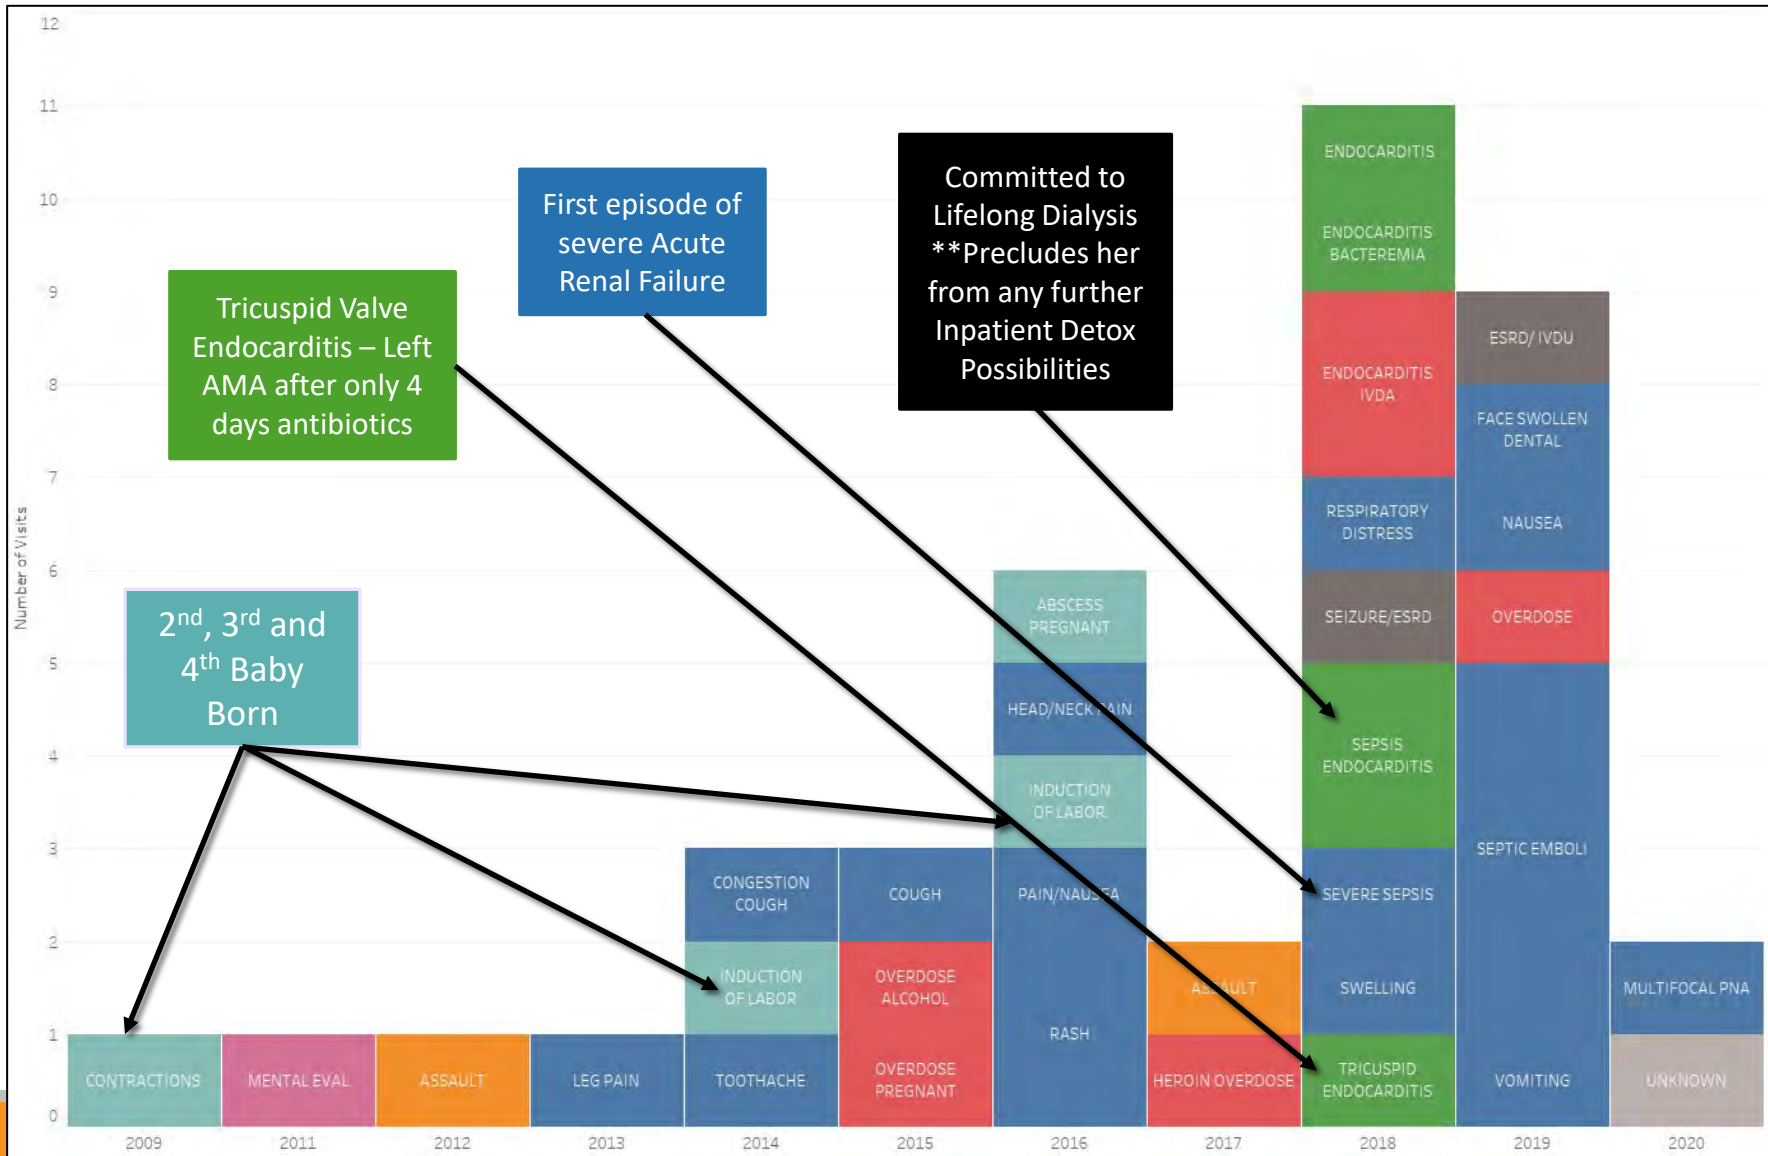 12
11
10
9
8
7
6
5
4
3
2
1
0
Number of Visits
Tricuspid Valve
Endocarditis – Left
AMA after only 4
days antibiotics
First episode of
severe Acute
Renal Failure
Committed to
Lifelong Dialysis
**Precludes her
from any further
Inpatient Detox
Possibilities
2nd, 3rd and
4th Baby
Born
CONTRACTIONS
MENTAL EVAL
ASSAULT
LEG PAIN
CONGESTION
COUGH
INDUCTION
OF LABOR
TOOTHACHE
COUGH
OVERDOSE
ALCOHOL
OVERDOSE
PREGNANT
ABSCESS
PREGNANT
HEAD/NECK PAIN
INDUCTION
OF LABOR
PAIN/NAUSEA
RASH
ASSAULT
HEROIN OVERDOSE
ENDOCARDITIS
ENDOCARDITIS
BACTEREMIA
ENDOCARDITIS
IVDA
RESPIRATORY
DISTRESS
SEIZURE/ESRD
SEPSIS
ENDOCARDITIS
SEVERE SEPSIS
SWELLING
TRICUSPID
ENDOCARDITIS
ESRD/ IVDU
FACE SWOLLEN
DENTAL
NAUSEA
OVERDOSE
SEPTIC EMBOLI
VOMITING
MULTIFOCAL PNA
UNKNOWN
2009
2011
2012
2013
2014
2015
2016
2017
2018
2019
2020